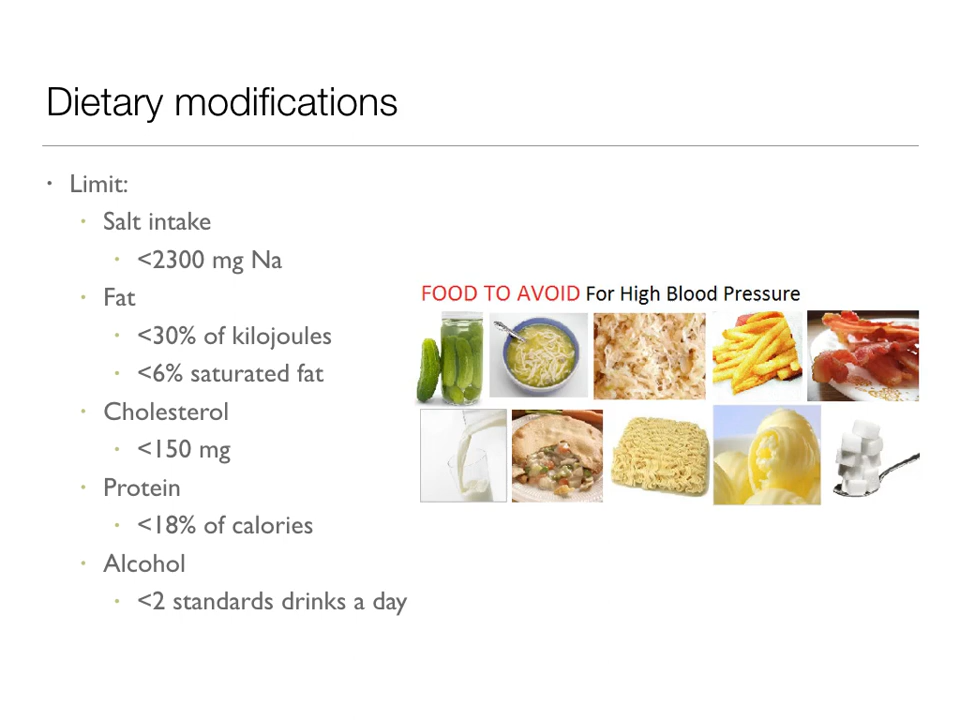 Dietary modifications
• Limit:
• Salt intake
• <2300 mg Na
• Fat
• <30% of kilojoules
• <6% saturated fat
• Cholesterol
• <150 mg
• Protein
• <18% of calories
• Alcohol
• <2 standards drinks a day
FOOD TO AVOID For High Blood Pressure